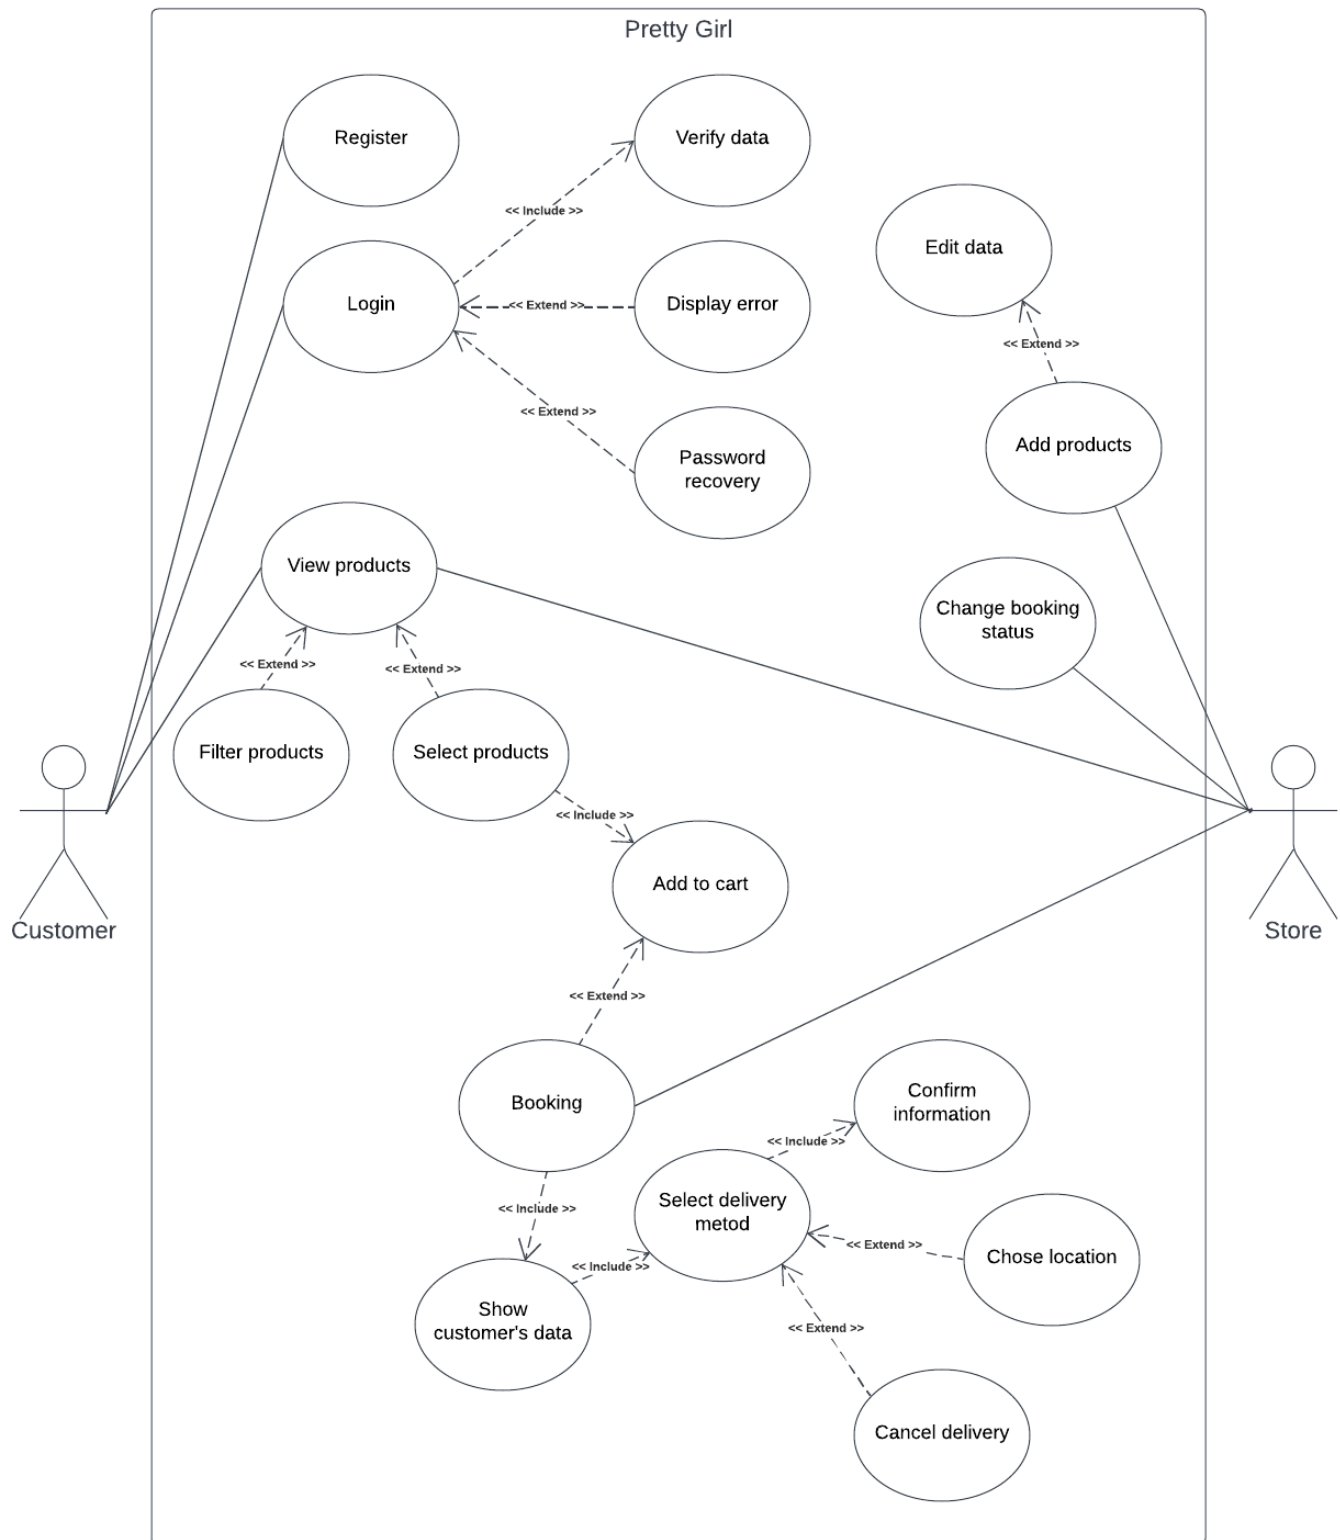 Pretty Girl
Register
Verify data
<< Include >>
Edit data
Login
<< Extend >>
Display error
<< Extend >>
<< Extend >>
Password
recovery
Add products
View products
Change booking
status
<< Extend >>
<< Extend >>
Filter products
Select products
<< Include >>
Add to cart
Customer
Store
<< Extend >>
Booking
Confirm
information
<< Include >>
<< Include >>
Select delivery
metod
<< Extend >>
Chose location
<< Include >>
Show
customer's data
<< Extend >>
Cancel delivery